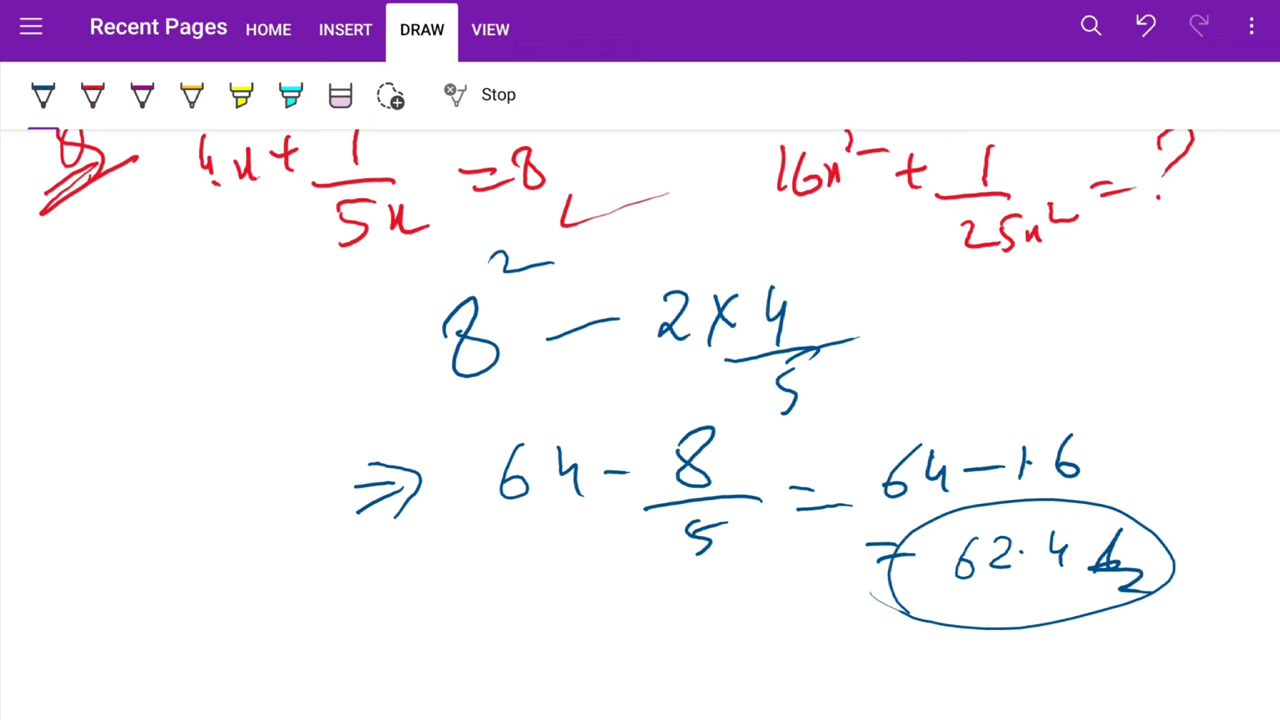 Recent Pages HOME INSERT DRAW VIEW
Stop
Q 4x + 1/5x = 8 16x² + 1/25x² = ?
8² - 2 × 4/5
⇒ 64 - 8/5 = 64 - 1.6
= 62.4